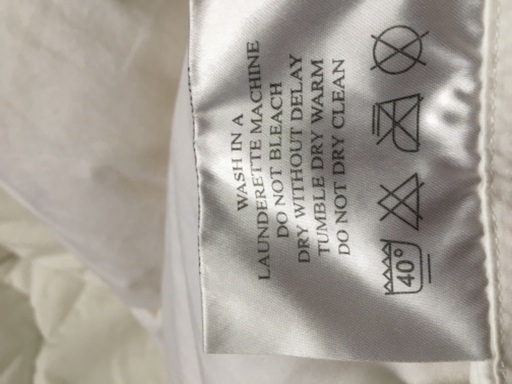 WASH IN A
LAUNDERETTE MACHINE
DO NOT BLEACH
DRY WITHOUT DELAY
TUMBLE DRY WARM
DO NOT DRY CLEAN
40°